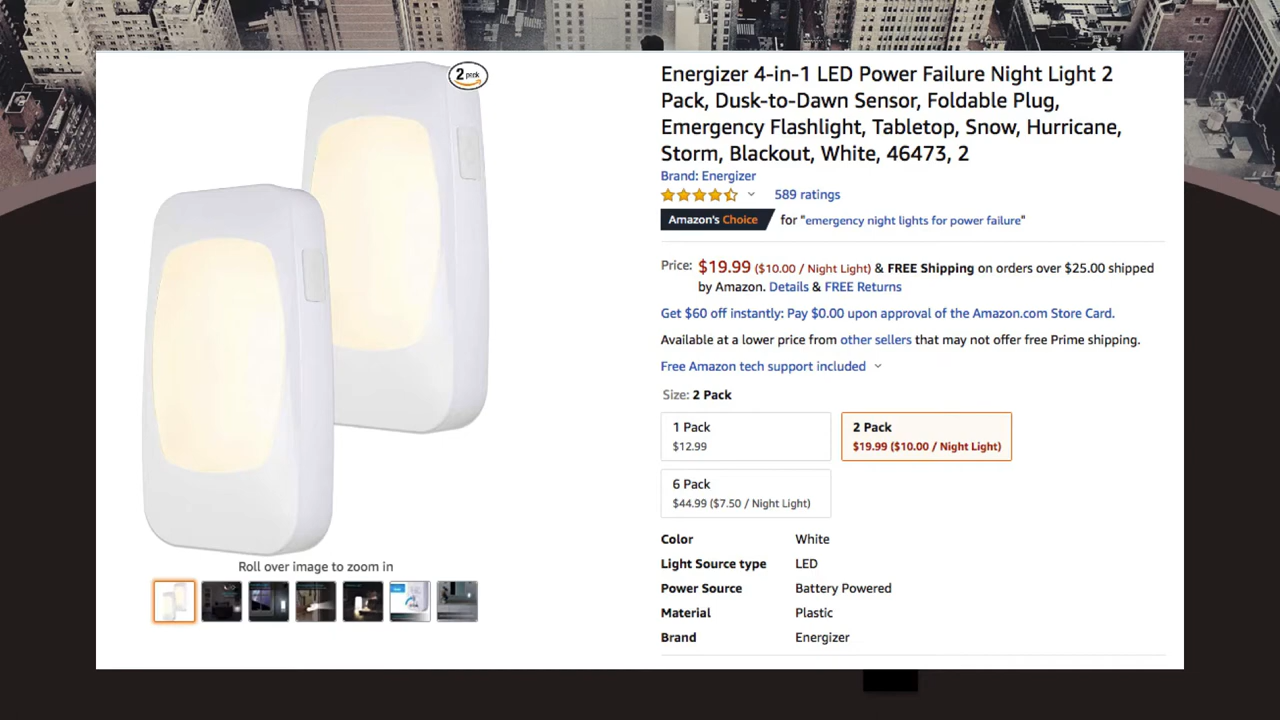 2 pack
Energizer 4-in-1 LED Power Failure Night Light 2
Pack, Dusk-to-Dawn Sensor, Foldable Plug,
Emergency Flashlight, Tabletop, Snow, Hurricane,
Storm, Blackout, White, 46473, 2
Brand: Energizer
589 ratings
Amazon's Choice for "emergency night lights for power failure"
Price: $19.99 ($10.00 / Night Light) & FREE Shipping on orders over $25.00 shipped
by Amazon. Details & FREE Returns
Get $60 off instantly: Pay $0.00 upon approval of the Amazon.com Store Card.
Available at a lower price from other sellers that may not offer free Prime shipping.
Free Amazon tech support included
Size: 2 Pack
1 Pack
$12.99
2 Pack
$19.99 ($10.00 / Night Light)
6 Pack
$44.99 ($7.50 / Night Light)
Color White
Light Source type LED
Power Source Battery Powered
Material Plastic
Brand Energizer
Roll over image to zoom in